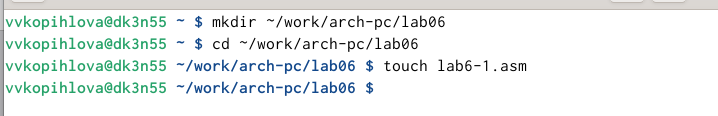 vvkopihlova@dk3n55 ~ $ mkdir ~/work/arch-pc/lab06
vvkopihlova@dk3n55 ~ $ cd ~/work/arch-pc/lab06
vvkopihlova@dk3n55 ~/work/arch-pc/lab06 $ touch lab6-1.asm
vvkopihlova@dk3n55 ~/work/arch-pc/lab06 $